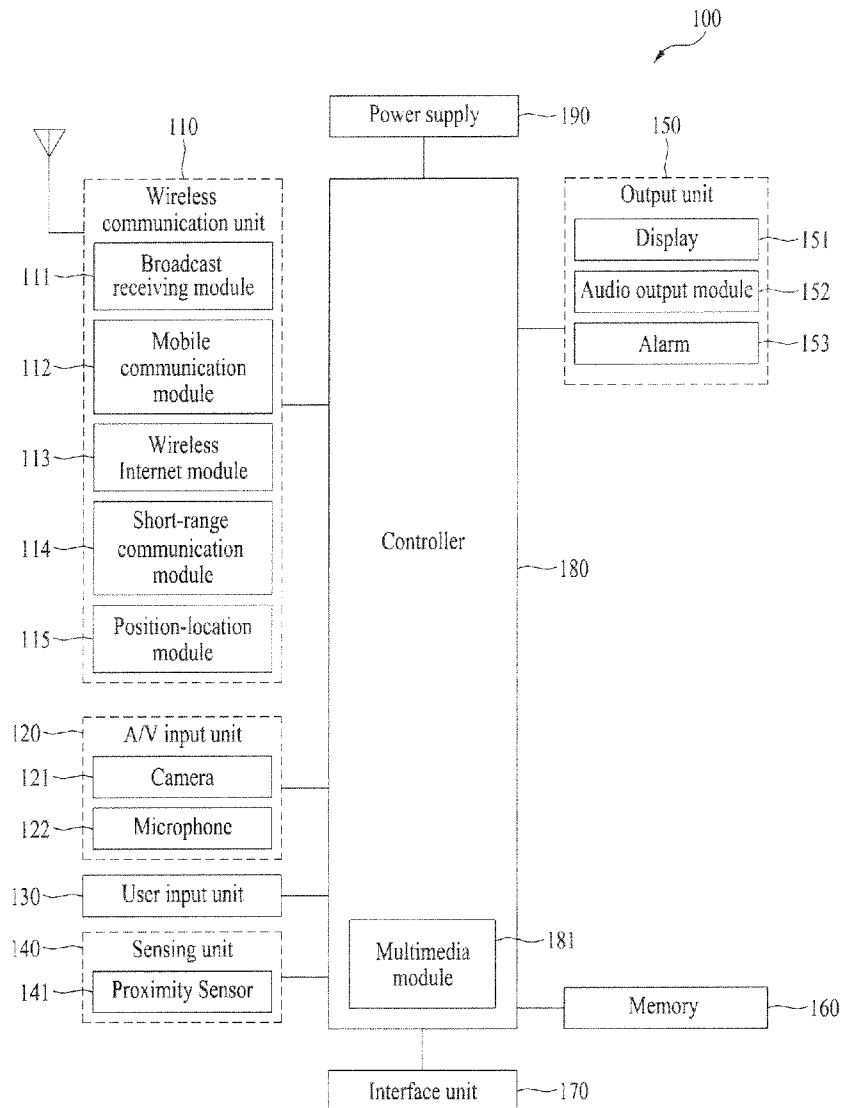 100
Power supply
190
110
150
Wireless
communication unit
Output unit
111
Broadcast
receiving module
Display
151
Audio output module
152
112
Mobile
communication
module
Alarm
153
113
Wireless
Internet module
114
Short-range
communication
module
Controller
180
115
Position-location
module
120
A/V input unit
121
Camera
122
Microphone
130
User input unit
140
Sensing unit
141
Proximity Sensor
Multimedia
module
181
Memory
160
Interface unit
170